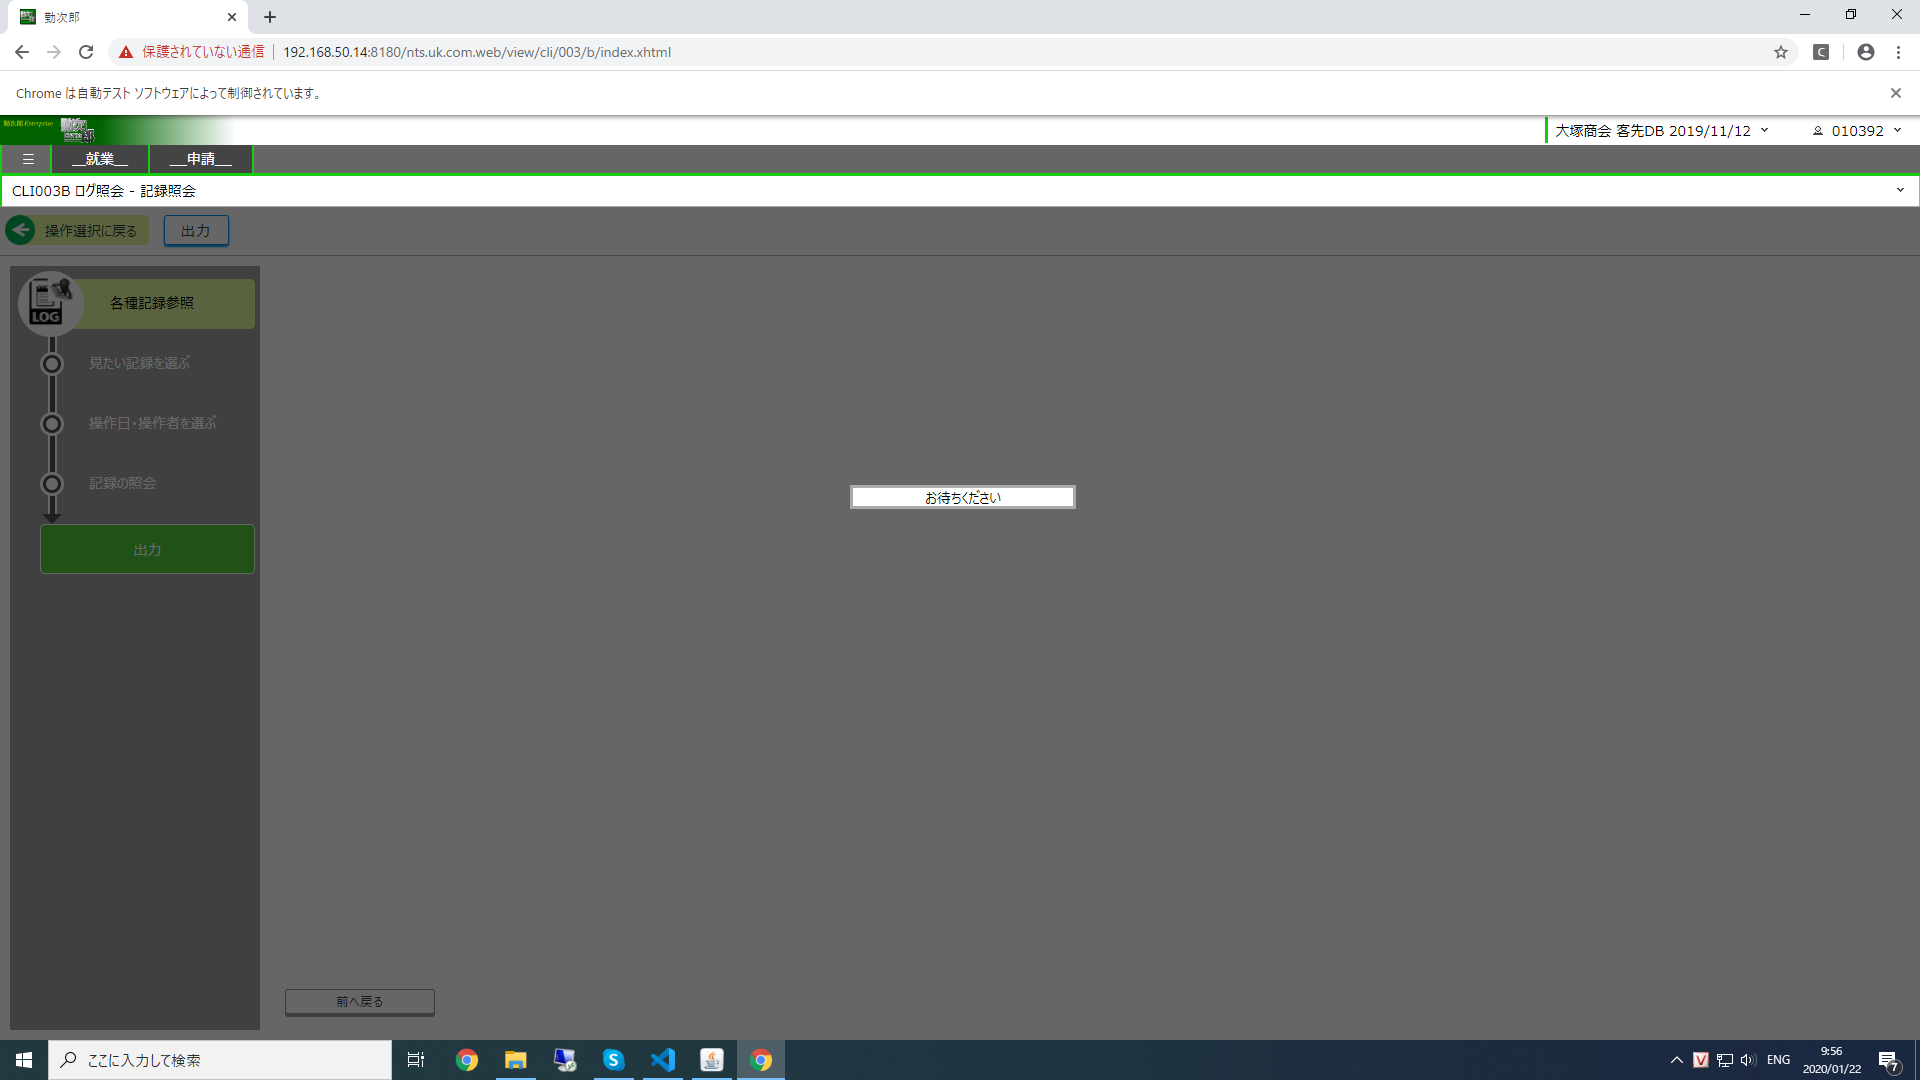 勤次郎
保護されていない通信
192.168.50.14:8180/nts.uk.com.web/view/cli/003/b/index.xhtml
C
Chrome は自動テスト ソフトウェアによって制御されています。
勤次郎 Enterprise
大塚商会 客先DB 2019/11/12
010392
__就業__
__申請__
CLI003B ログ照会 - 記録照会
操作選択に戻る
出力
LOG
各種記録参照
見たい記録を選ぶ
操作日・操作者を選ぶ
記録の照会
出力
お待ちください
前へ戻る
ここに入力して検索
ENG
9:56
2020/01/22
7